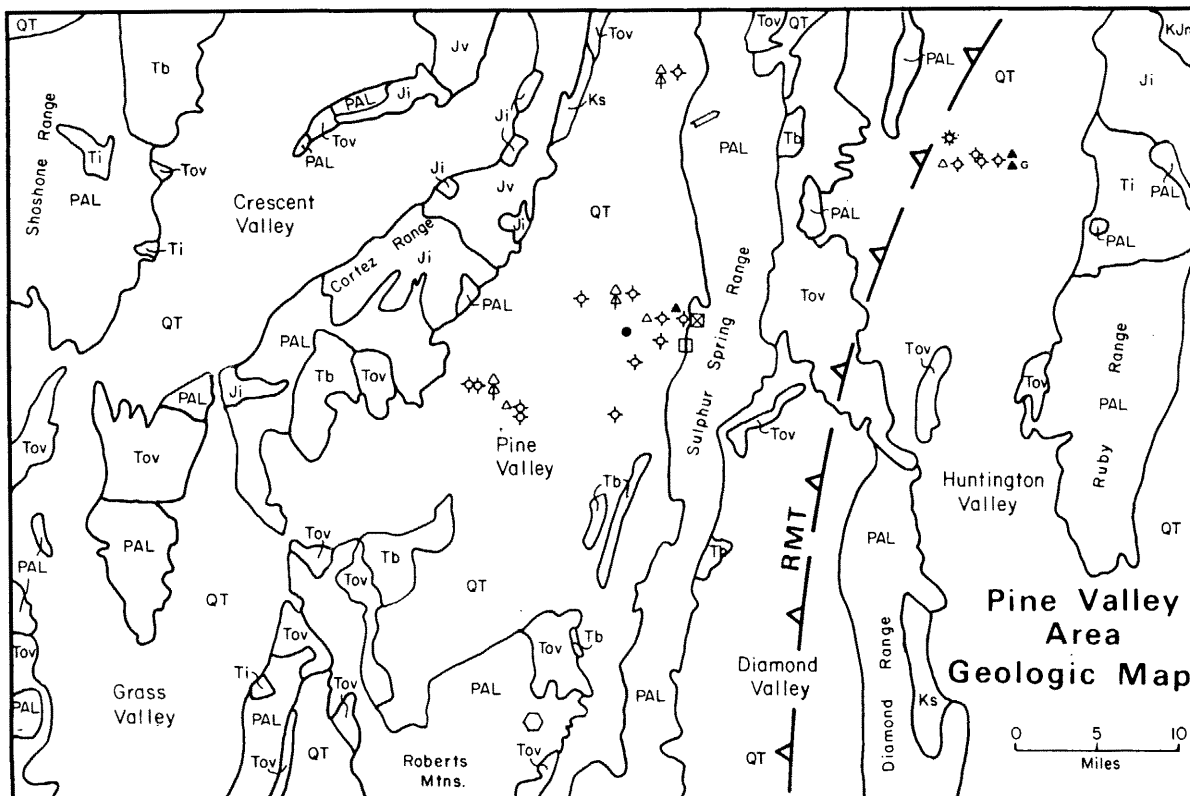 QT
Tb
Shoshone Range
Ti
PAL
Tov
Ti
Crescent
Valley
QT
PAL
Ji
Tov
PAL
Jv
Ji
Ji
Jv
Ji
Tov
Ks
Cortez Range
Ji
PAL
QT
PAL
Tb
Tov
PAL
Ji
Tov
Tov
PAL
PAL
Tov
PAL
QT
Grass
Valley
Tov
Tb
Tov
Tov
Ti
PAL
Tov
Tov
QT
Pine
Valley
Tb
QT
Tov
Tb
PAL
Tov
Roberts
Mtns.
PAL
Tov
QT
PAL
Tb
PAL
Sulphur Spring Range
Tov
Tov
Tb
RMT
Diamond
Valley
QT
PAL
QT
G
KJn
Ji
Ti
PAL
PAL
Tov
Tov
Ruby Range
PAL
QT
Huntington
Valley
PAL
Diamond Range
Ks
Pine Valley
Area
Geologic Map
0 5 10
Miles